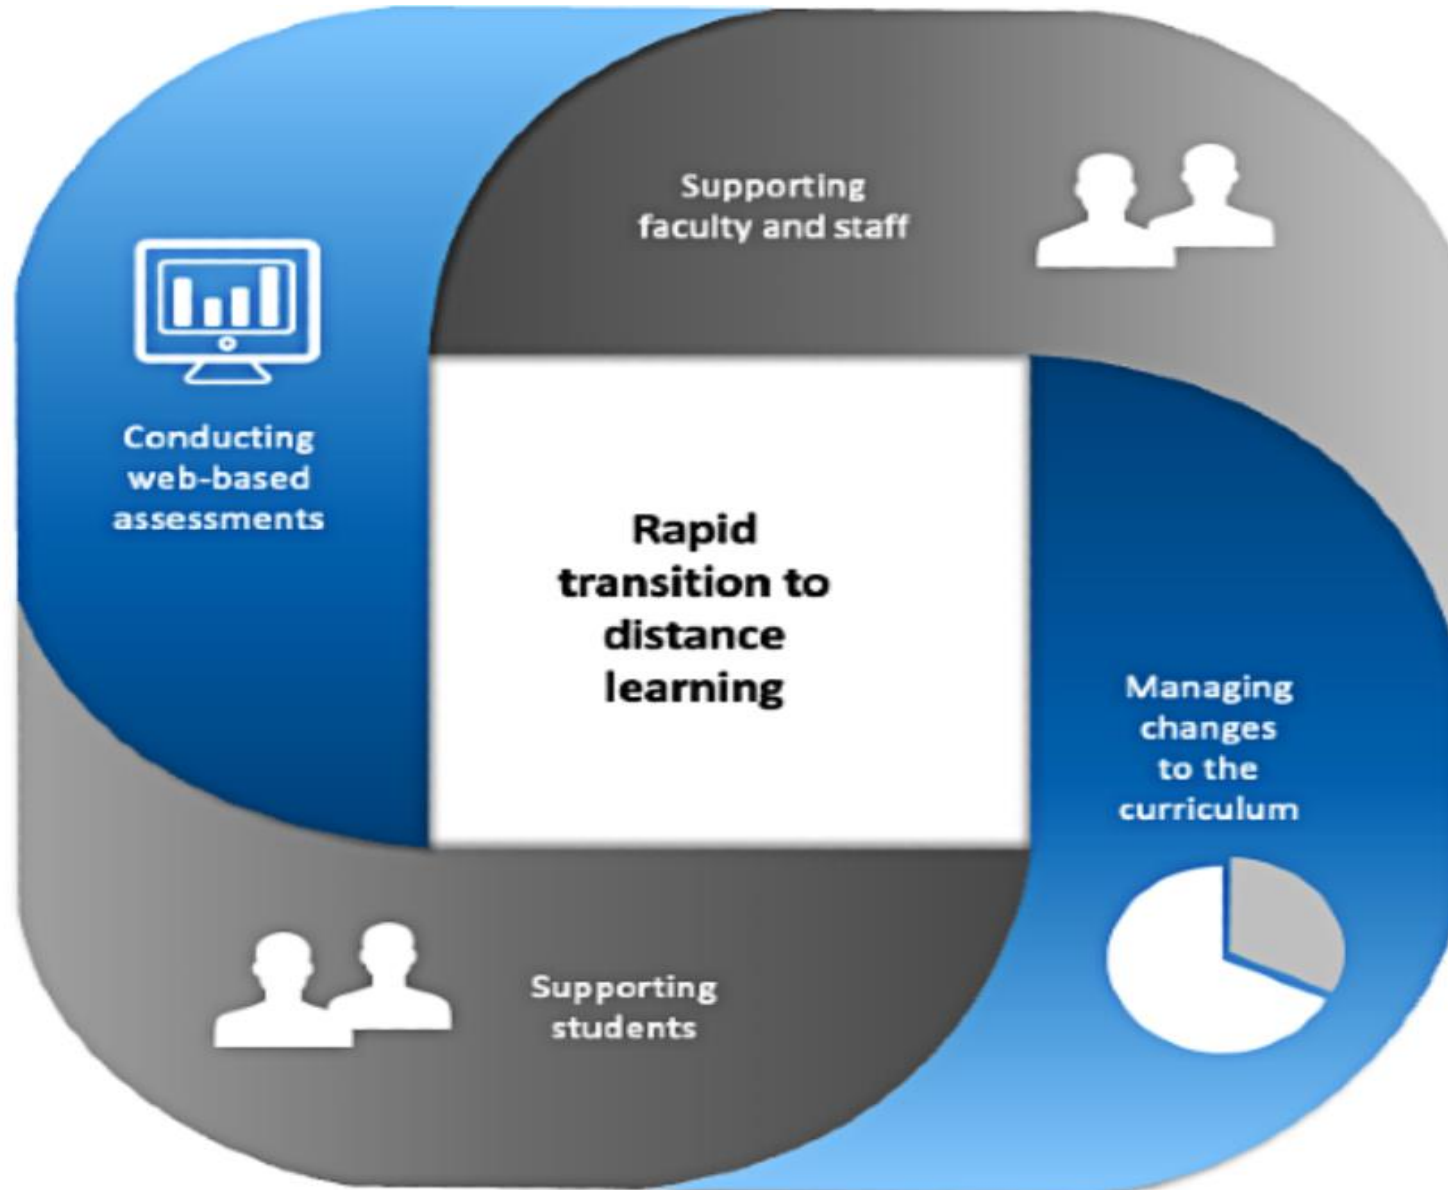 Supporting
faculty and staff
Conducting
web-based
assessments
Rapid
transition to
distance
learning
Managing
changes
to the
curriculum
Supporting
students